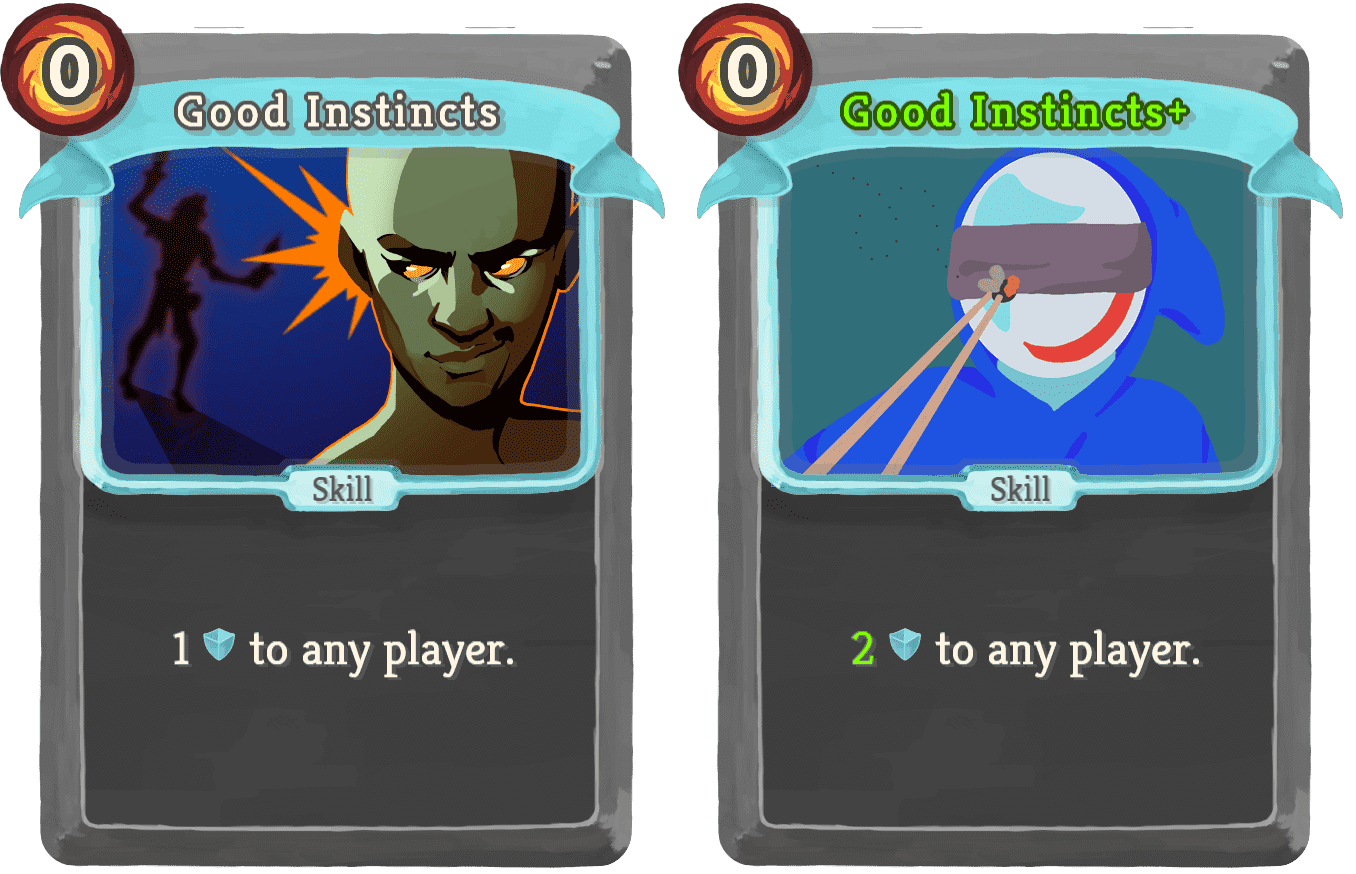 0
Good Instincts
Skill
1 to any player.
0
Good Instincts+
Skill
2 to any player.